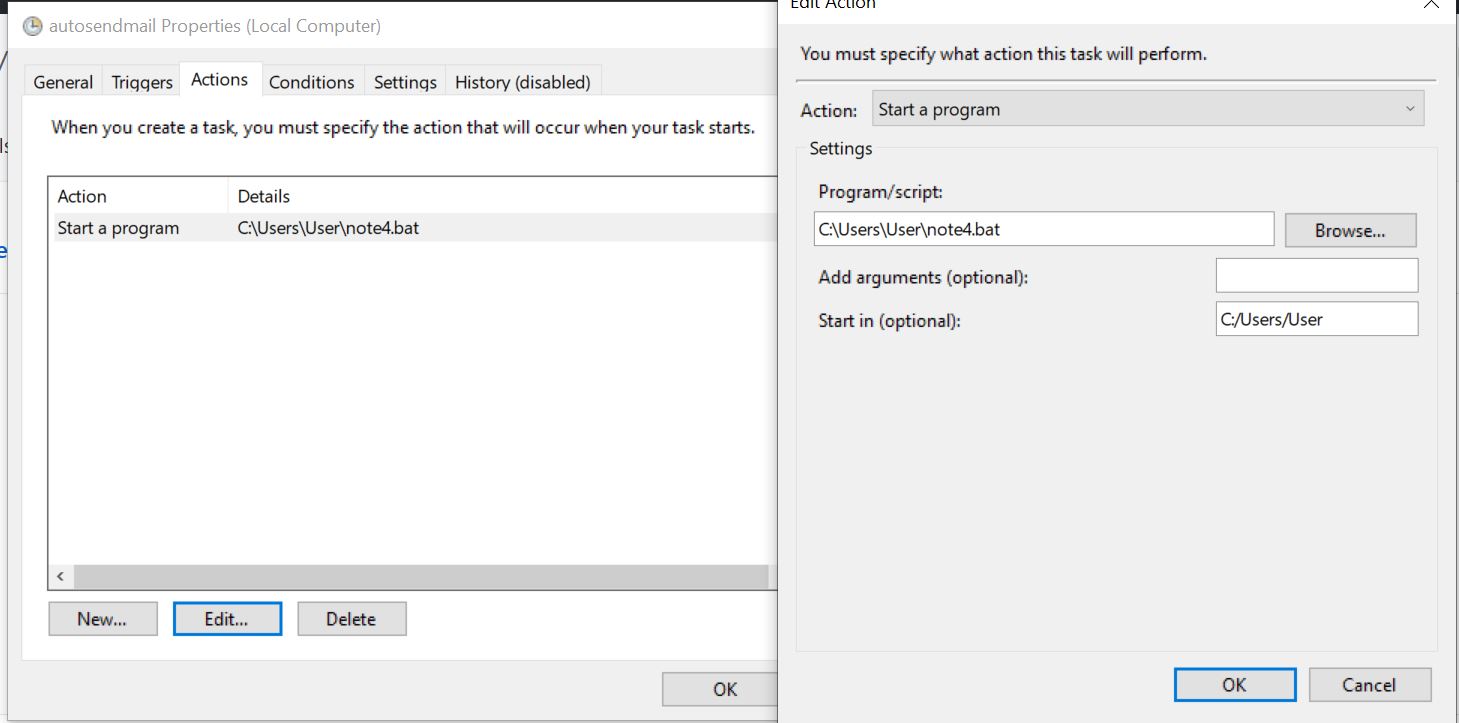 autosendmail Properties (Local Computer)
General Triggers Actions Conditions Settings History (disabled)
When you create a task, you must specify the action that will occur when your task starts.
Action Details
Start a program C:\Users\User\note4.bat
New... Edit... Delete
OK
Edit Action
You must specify what action this task will perform.
Action: Start a program
Settings
Program/script:
C:\Users\User\note4.bat Browse...
Add arguments (optional):
Start in (optional): C:/Users/User
OK Cancel